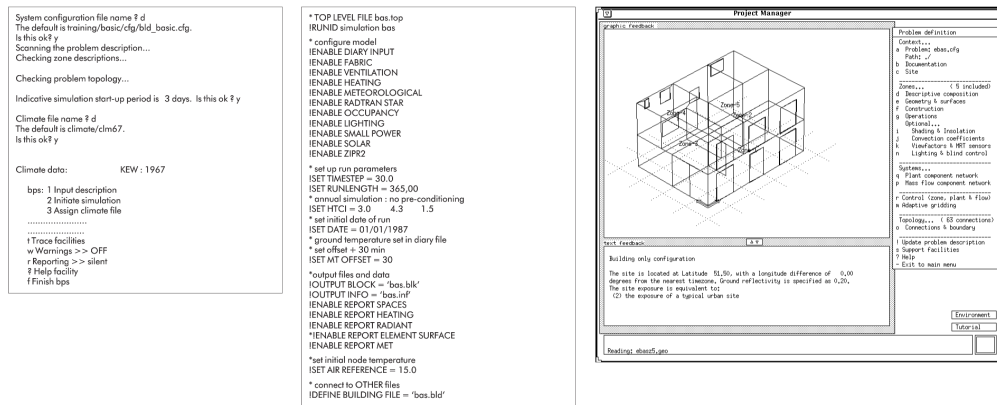 System configuration file name ? d
The default is training/basic/cfg/bld_basic.cfg.
Is this ok? y
Scanning the problem description...
Checking zone descriptions...
Checking problem topology...
Indicative simulation start-up period is 3 days. Is this ok ? y
Climate file name ? d
The default is climate/clm67.
Is this ok? y
Climate data: KEW : 1967
bps: 1 Input description
2 Initiate simulation
3 Assign climate file
........................
........................
t Trace facilities
w Warnings >> OFF
r Reporting >> silent
? Help facility
f Finish bps
* TOP LEVEL FILE bas.top
!RUNID simulation bas
* configure model
!ENABLE DIARY INPUT
!ENABLE FABRIC
!ENABLE VENTILATION
!ENABLE HEATING
!ENABLE METEOROLOGICAL
!ENABLE RADTRAN STAR
!ENABLE OCCUPANCY
!ENABLE LIGHTING
!ENABLE SMALL POWER
!ENABLE SOLAR
!ENABLE ZIPR2
* set up run parameters
!SET TIMESTEP = 30.0
!SET RUNLENGTH = 365,00
* annual simulation : no pre-conditioning
!SET HTCI = 3.0 4.3 1.5
* set initial date of run
!SET DATE = 01/01/1987
* ground temperature set in diary file
* set offset + 30 min
!SET MT OFFSET = 30
*output files and data
!OUTPUT BLOCK = 'bas.blk'
!OUTPUT INFO = 'bas.inf'
!ENABLE REPORT SPACES
!ENABLE REPORT HEATING
!ENABLE REPORT RADIANT
*!ENABLE REPORT ELEMENT SURFACE
!ENABLE REPORT MET
*set initial node temperature
!SET AIR REFERENCE = 15.0
* connect to OTHER files
!DEFINE BUILDING FILE = 'bas.bld'
Project Manager
graphic feedback
Zone-5
Zone-4
Zone-3
text feedback
Building only configuration
The site is located at Latitude 51.50, with a longitude difference of 0.00
degrees from the nearest timezone. Ground reflectivity is specified as 0.20.
The site exposure is equivalent to:
(2) the exposure of a typical urban site
Reading: ebasz5.geo
Problem definition
Context...
a Problem: ebas.cfg
Path: ./
b Documentation
c Site
Zones... ( 5 included)
d Descriptive composition
e Geometry & surfaces
f Construction
g Operations
Optional...
i Shading & Insolation
j Convection coefficients
k Viewfactors & MRT sensors
n Lighting & blind control
Systems...
q Plant component network
p Mass flow component network
r Control (zone, plant & flow)
m Adaptive gridding
Topology... ( 63 connections)
o Connections & boundary
! Update problem description
s Support facilities
? Help
- Exit to main menu
Environment
Tutorial